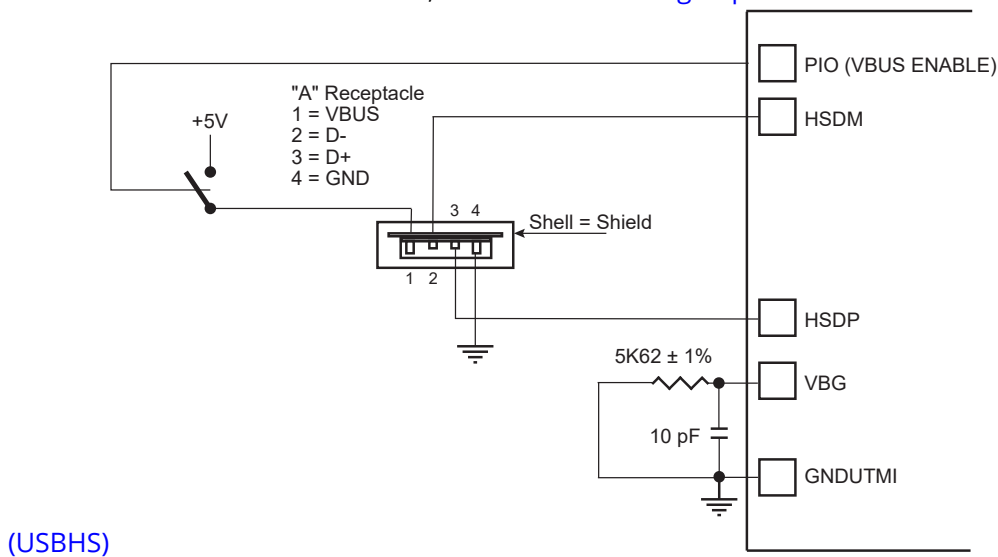 PIO (VBUS ENABLE)
"A" Receptacle
1 = VBUS
2 = D-
3 = D+
4 = GND
+5V
HSDM
3 4
Shell = Shield
1 2
HSDP
5K62 ± 1%
VBG
10 pF
GNDUTMI
(USBHS)